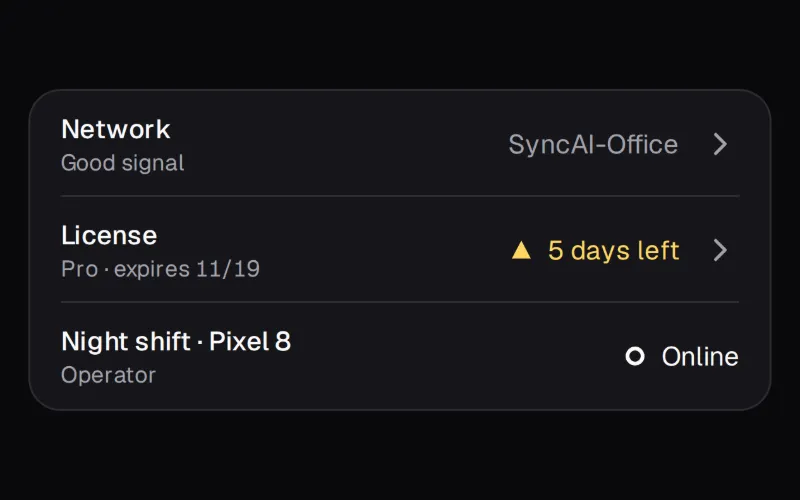 Network
Good signal
SyncAI-Office
License
Pro · expires 11/19
5 days left
Night shift · Pixel 8
Operator
Online